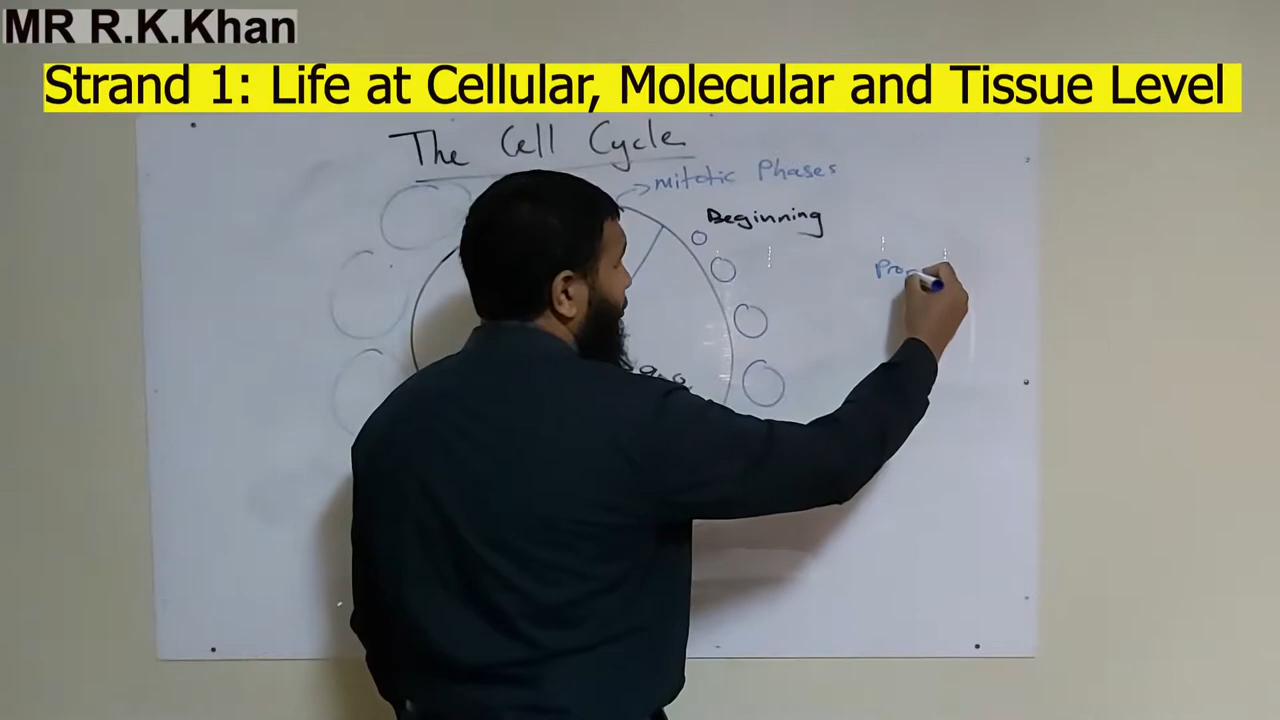 MR R.K.Khan
Strand 1: Life at Cellular, Molecular and Tissue Level
The Cell Cycle
mitotic Phases
Beginning